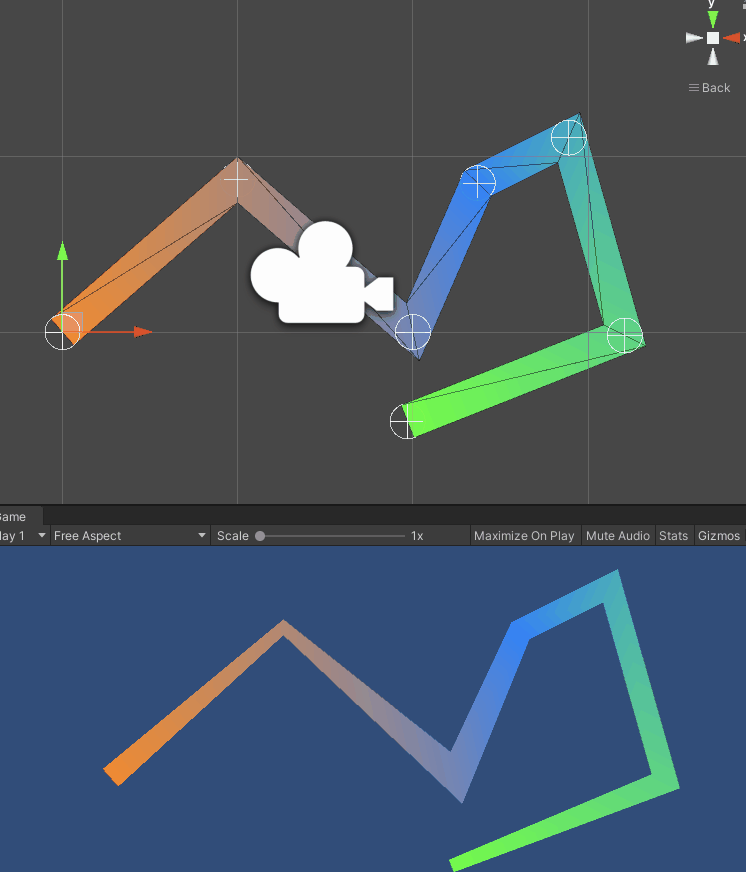 y
x
Back
Game
lay 1
Free Aspect
Scale
1x
Maximize On Play
Mute Audio
Stats
Gizmos